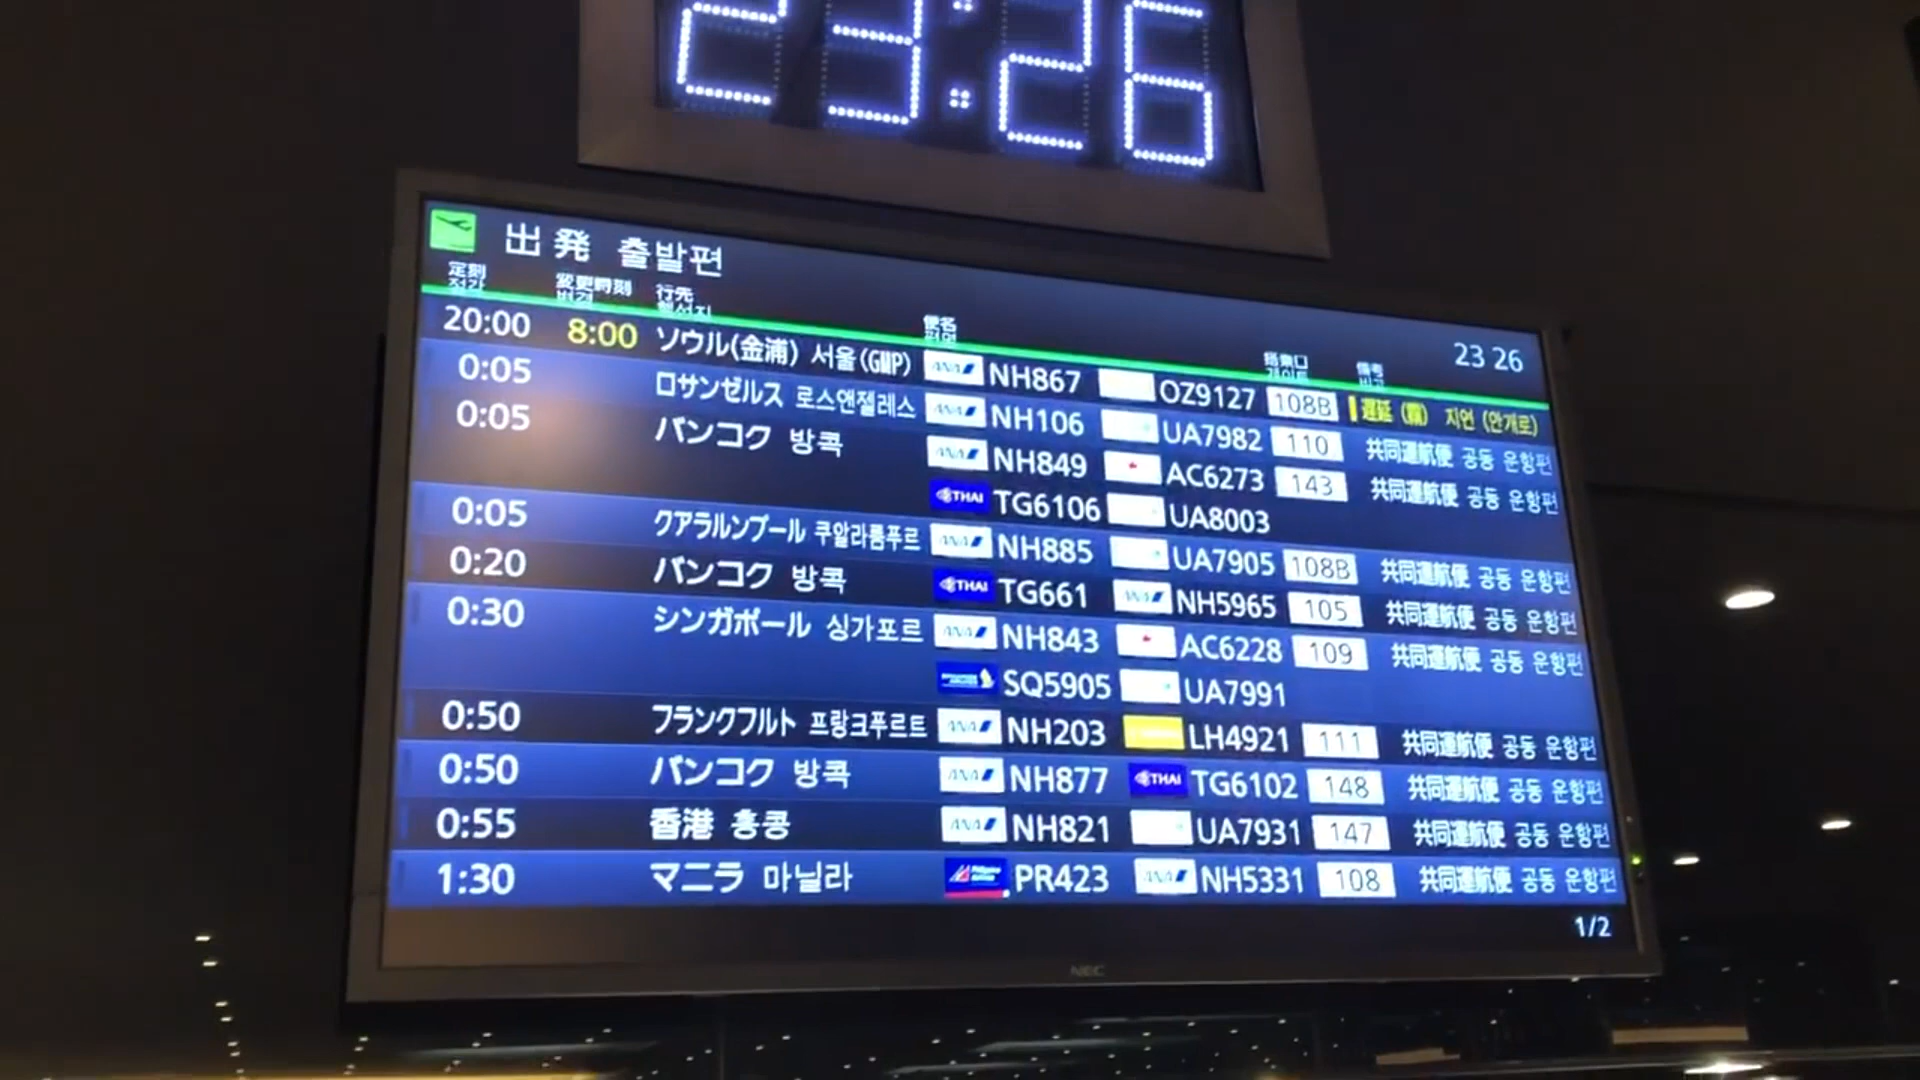 23:26
出発 출발편
定刻 変更時刻 行先 便名 搭乗口 備考
정각 변경 행선지 편명 게이트 비고
23 26
20:00 8:00 ソウル(金浦) 서울(GMP) ANA NH867 OZ9127 108B 遅延 (霧) 지연 (안개로)
0:05 ロサンゼルス 로스앤젤레스 ANA NH106 UA7982 110 共同運航便 공동 운항편
0:05 バンコク 방콕 ANA NH849 AC6273 143 共同運航便 공동 운항편
THAI TG6106 UA8003
0:05 クアラルンプール 쿠알라룸푸르 ANA NH885 UA7905 108B 共同運航便 공동 운항편
0:20 バンコク 방콕 THAI TG661 ANA NH5965 105 共同運航便 공동 운항편
0:30 シンガポール 싱가포르 ANA NH843 AC6228 109 共同運航便 공동 운항편
SQ5905 UA7991
0:50 フランクフルト 프랑크푸르트 ANA NH203 LH4921 111 共同運航便 공동 운항편
0:50 バンコク 방콕 ANA NH877 THAI TG6102 148 共同運航便 공동 운항편
0:55 香港 홍콩 ANA NH821 UA7931 147 共同運航便 공동 운항편
1:30 マニラ 마닐라 PR423 ANA NH5331 108 共同運航便 공동 운항편
1/2
NEC